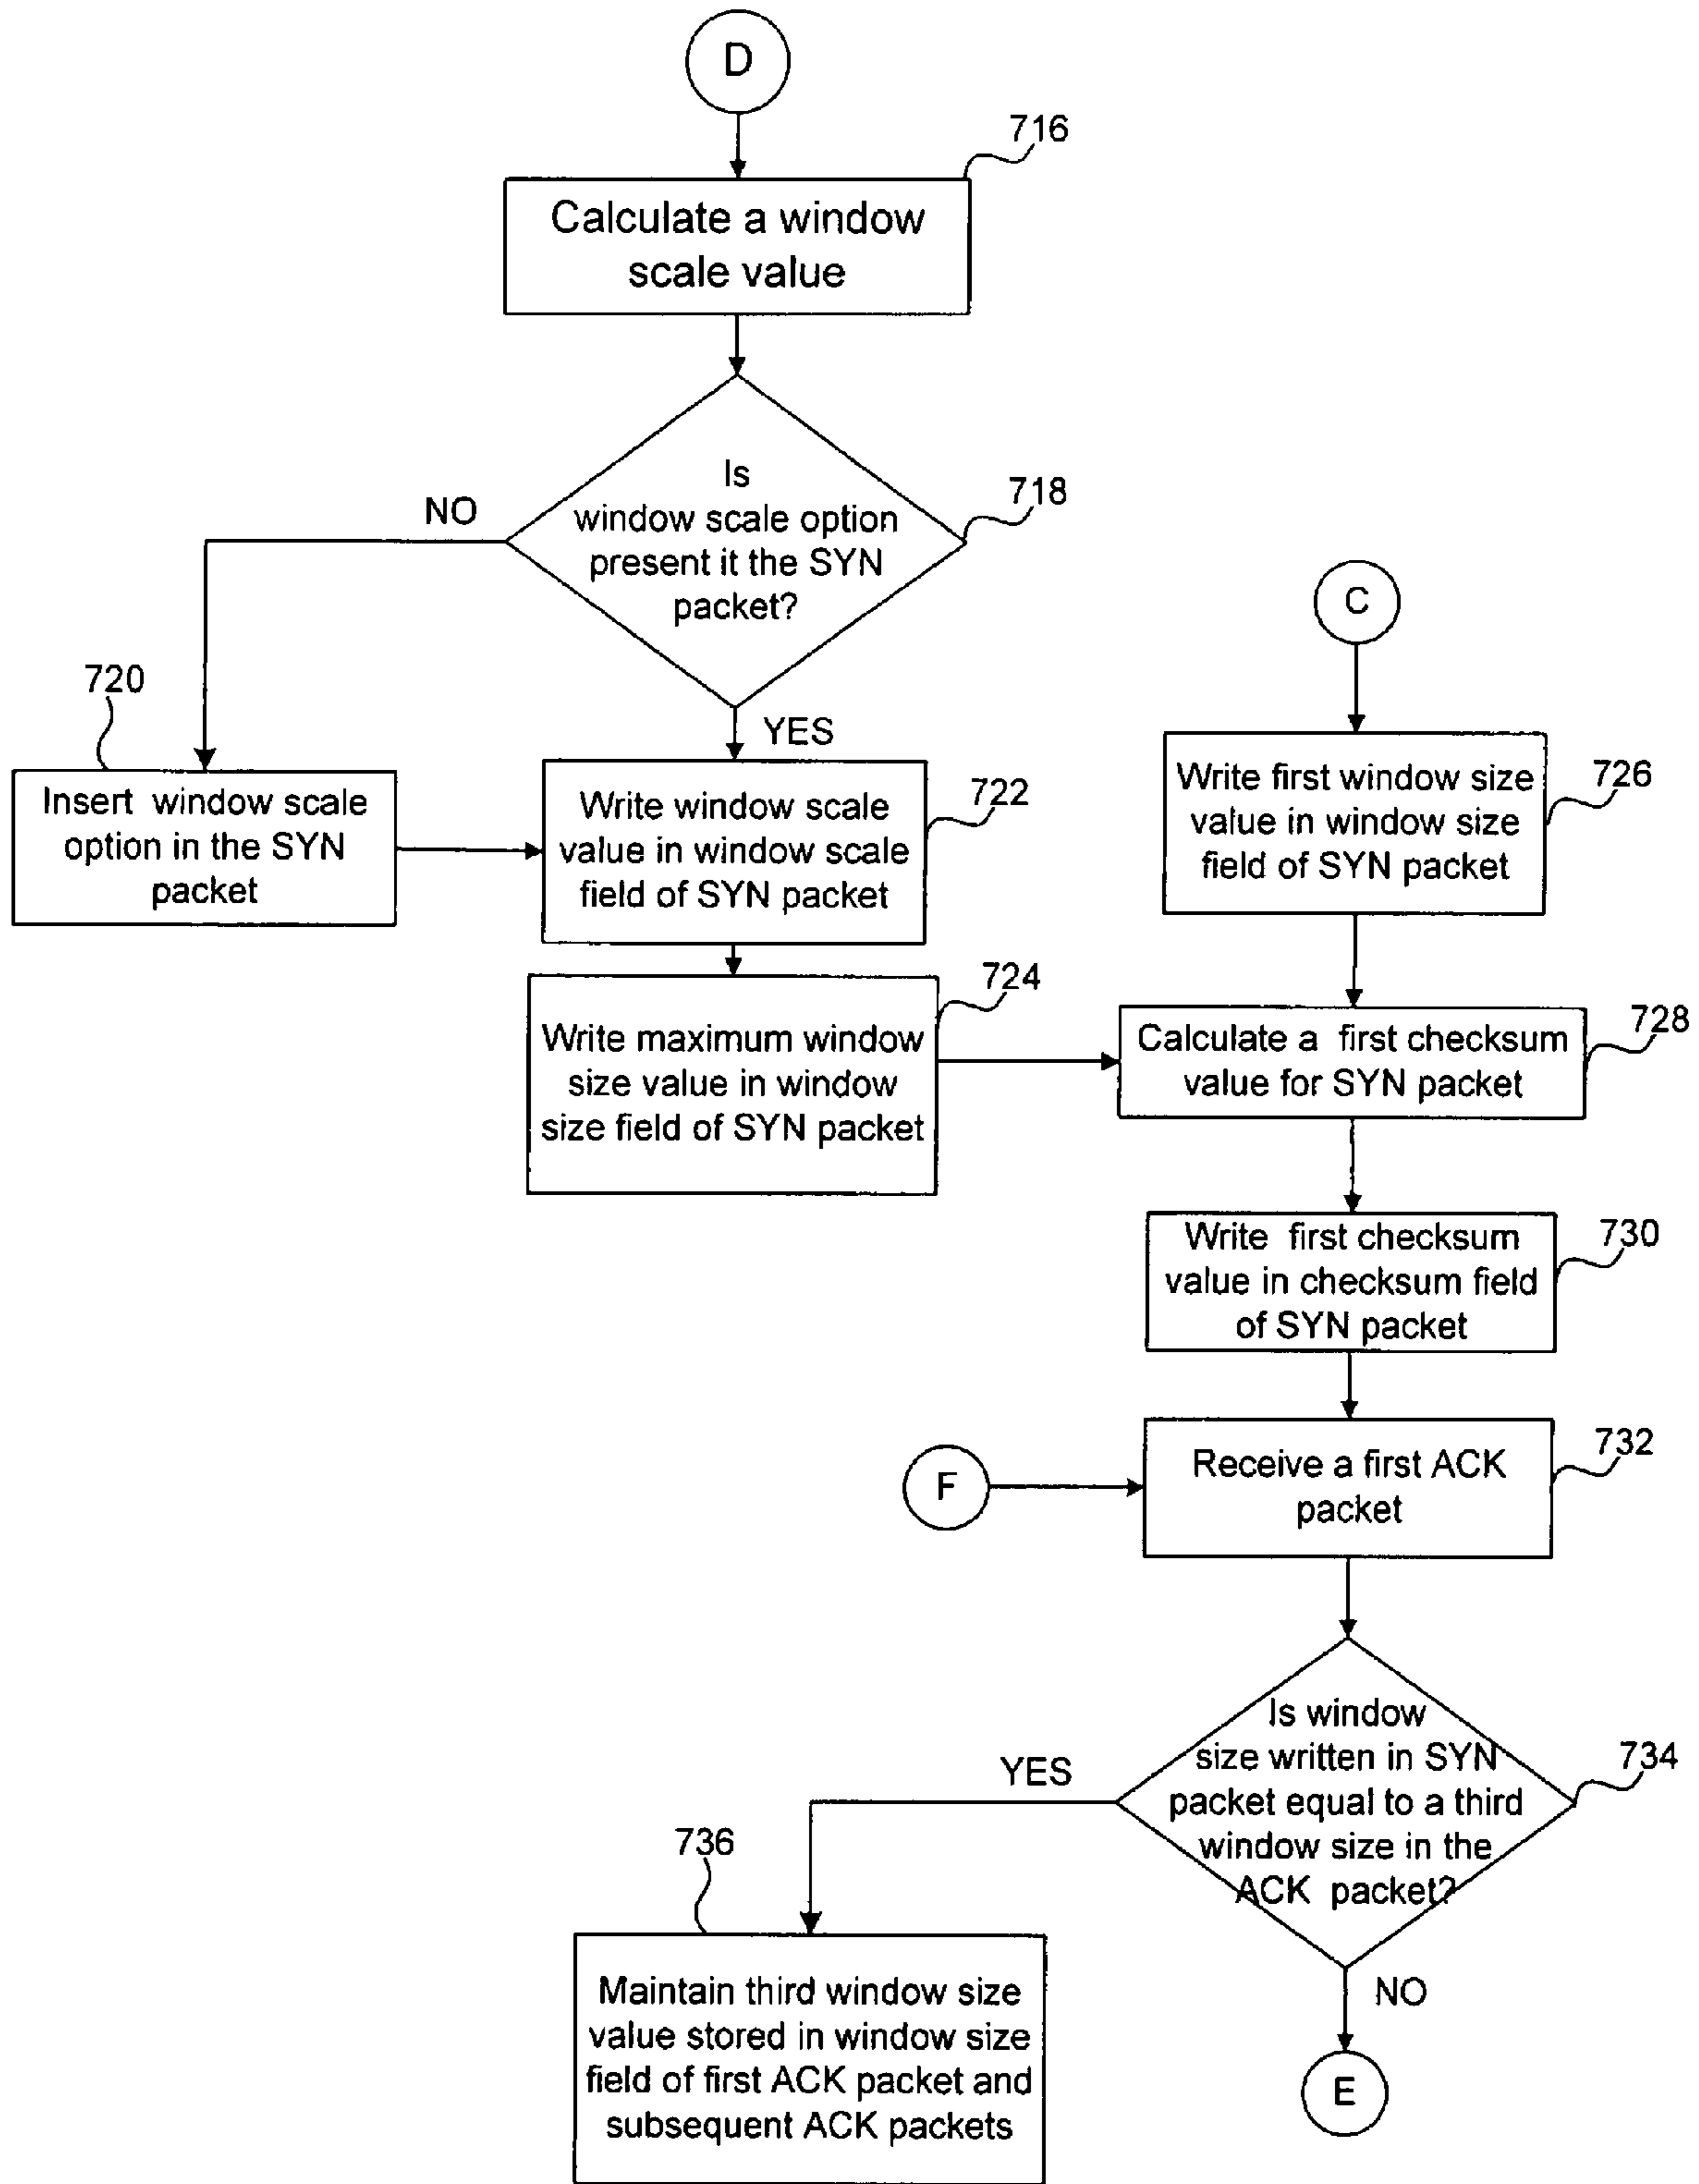 D
716
Calculate a window
scale value
Is
window scale option
present it the SYN
packet?
718
NO
YES
720
Insert window scale
option in the SYN
packet
Write window scale
value in window scale
field of SYN packet
722
Write maximum window
size value in window
size field of SYN packet
724
C
Write first window size
value in window size
field of SYN packet
726
Calculate a first checksum
value for SYN packet
728
Write first checksum
value in checksum field
of SYN packet
730
F
Receive a first ACK
packet
732
Is window
size written in SYN
packet equal to a third
window size in the
ACK packet?
734
YES
NO
736
Maintain third window size
value stored in window size
field of first ACK packet and
subsequent ACK packets
E